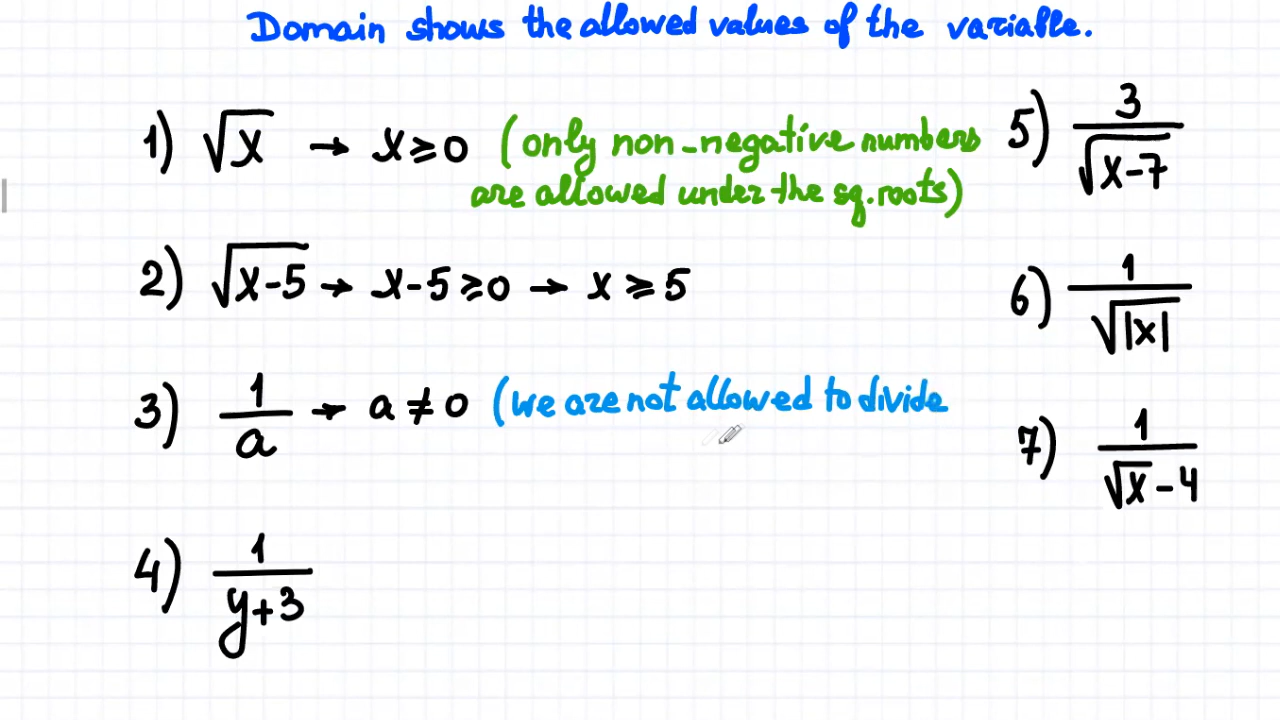 Domain shows the allowed values of the variable.
1) √x → x ≥ 0 (only non-negative numbers
are allowed under the sq. roots)
2) √(x-5) → x-5 ≥ 0 → x ≥ 5
3) 1/a → a ≠ 0 (we are not allowed to divide
4) 1/(y+3)
5) 3/√(x-7)
6) 1/√|x|
7) 1/(√x-4)